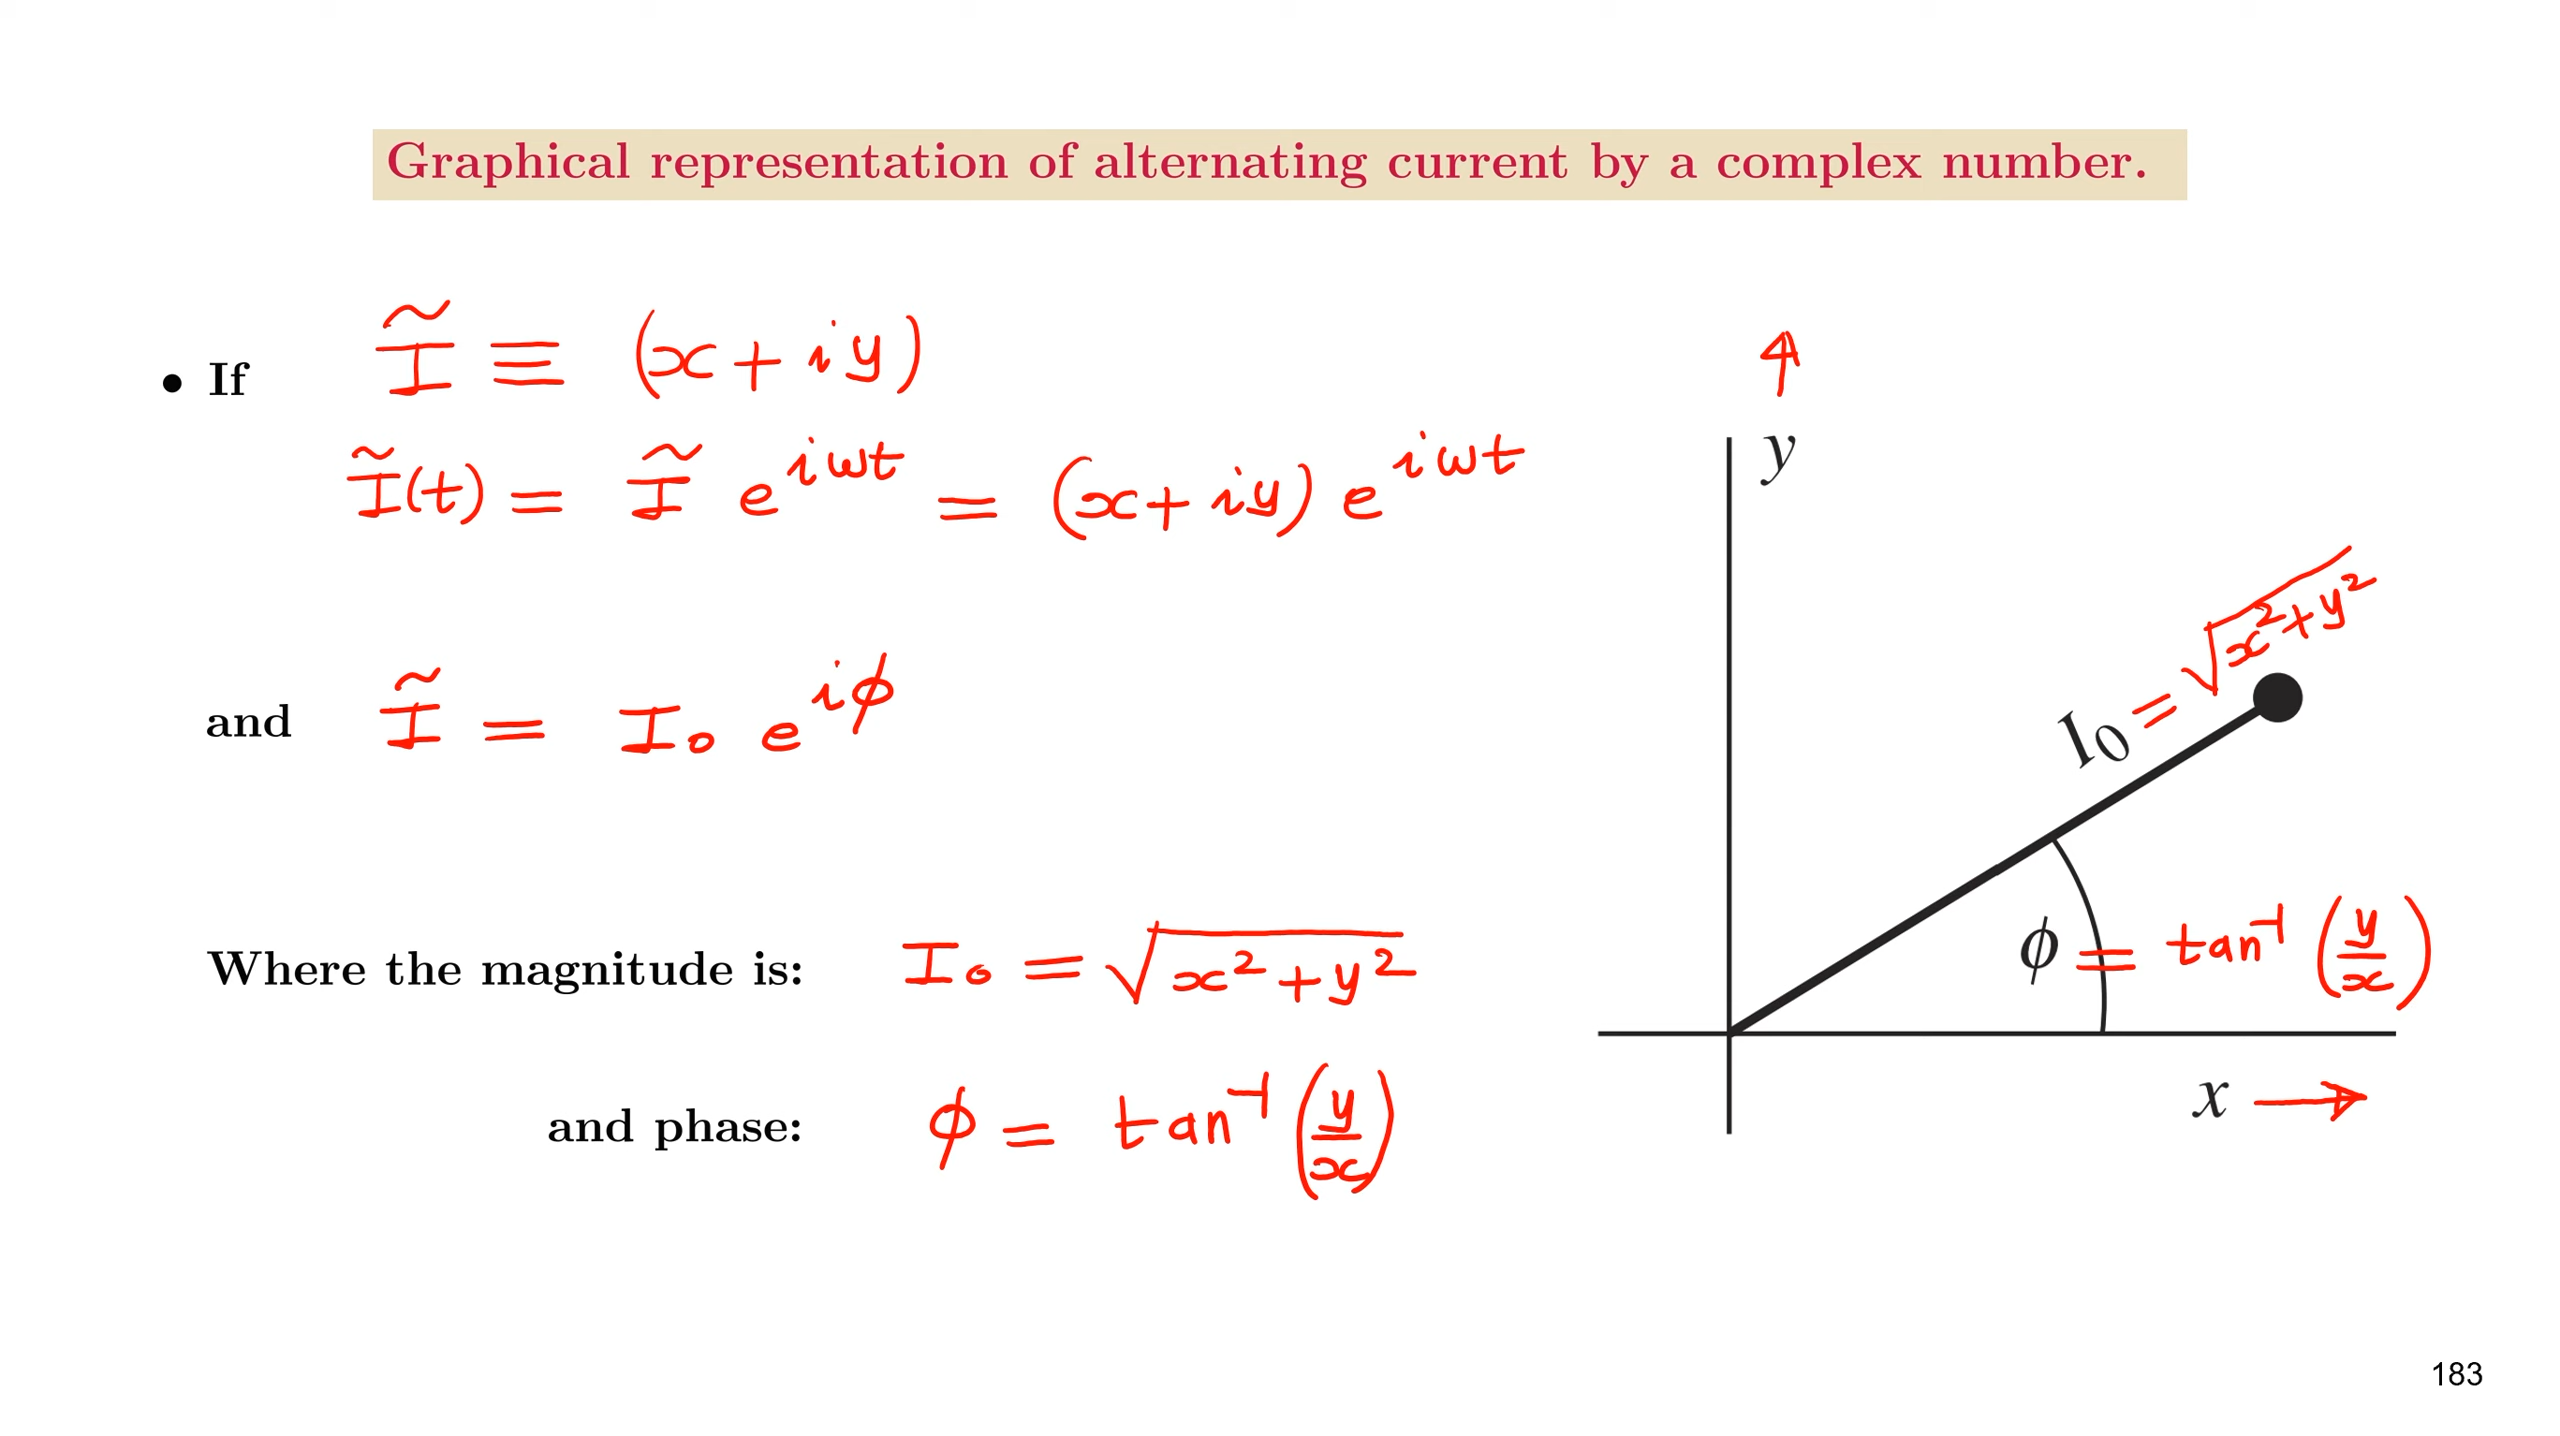 Graphical representation of alternating current by a complex number.
• If Ĩ ≡ (x + iy)
Ĩ(t) = Ĩ e^{iωt} = (x + iy) e^{iωt}
and Ĩ = I₀ e^{iϕ}
Where the magnitude is: I₀ = √(x² + y²)
and phase: ϕ = tan⁻¹(y/x)
y
I₀ = √(x² + y²)
ϕ = tan⁻¹(y/x)
x →
183